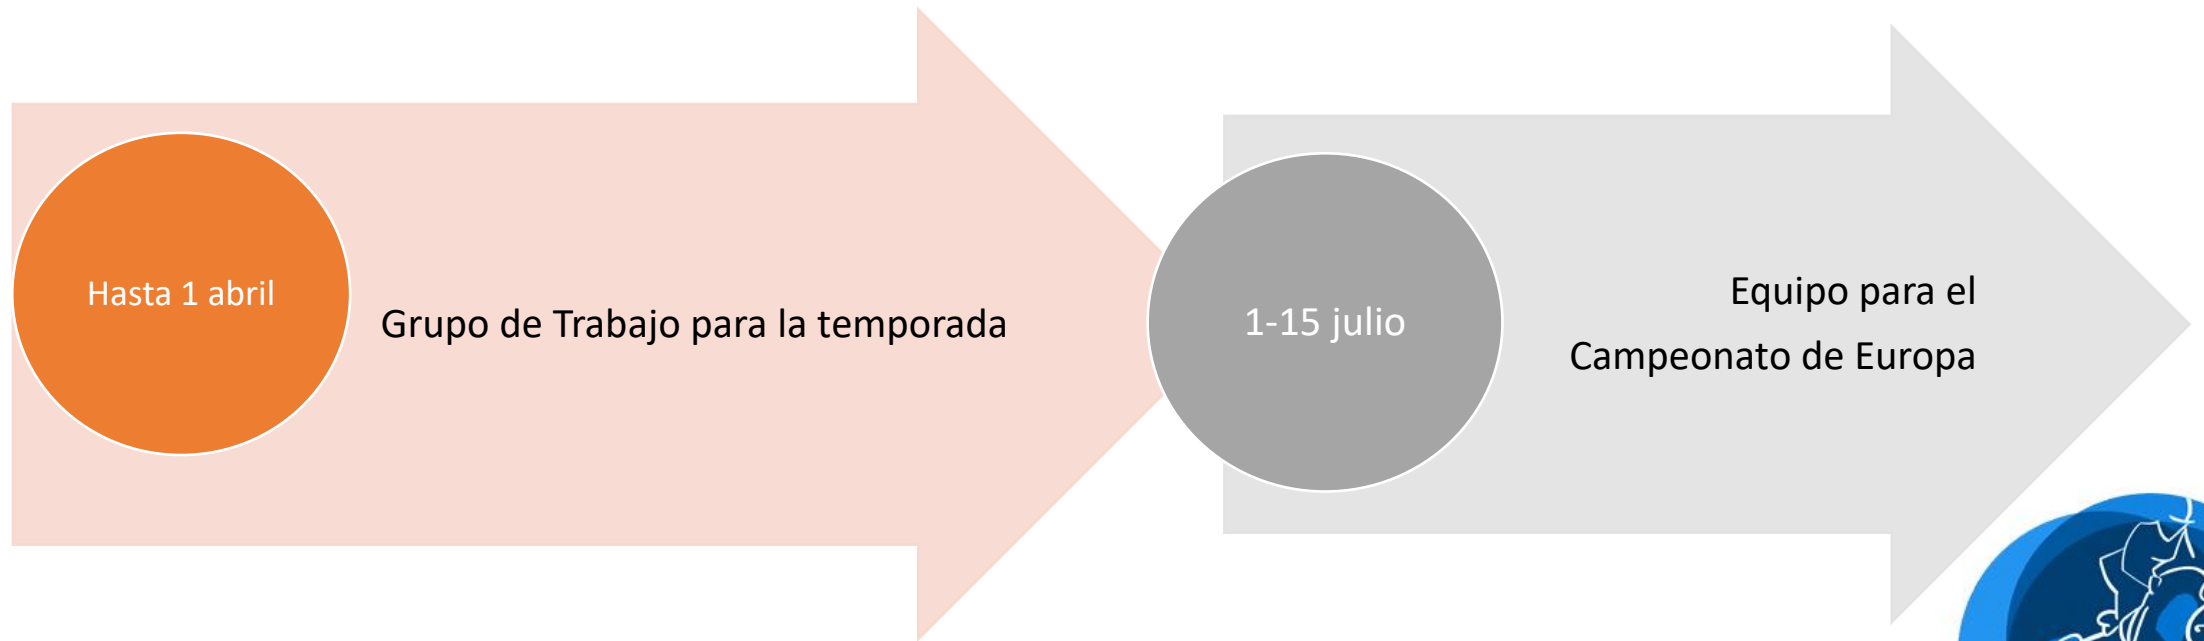 Hasta 1 abril
Grupo de Trabajo para la temporada
1-15 julio
Equipo para el
Campeonato de Europa